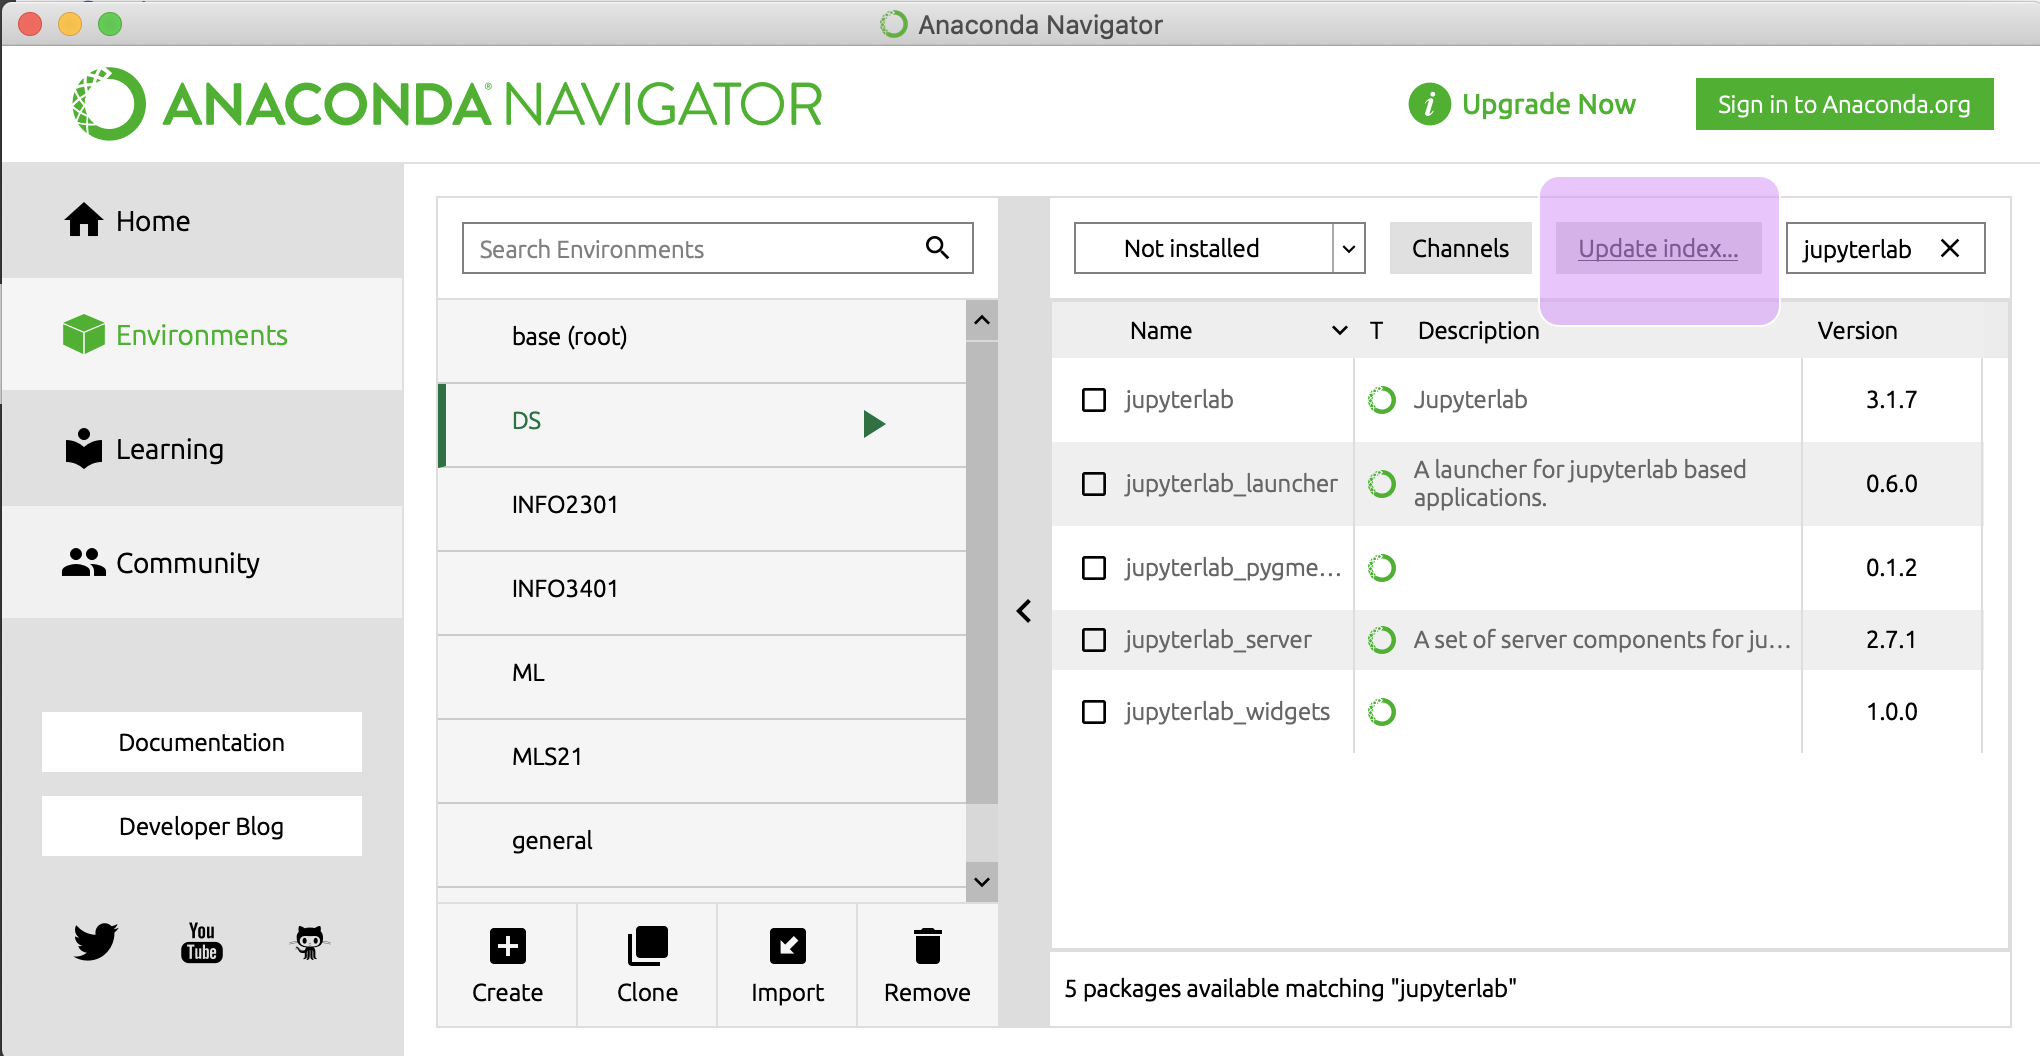 Anaconda Navigator
ANACONDA® NAVIGATOR
Upgrade Now
Sign in to Anaconda.org
Home
Environments
Learning
Community
Documentation
Developer Blog
You Tube
Search Environments
base (root)
DS
INFO2301
INFO3401
ML
MLS21
general
Create
Clone
Import
Remove
Not installed
Channels
Update index...
jupyterlab
Name T Description Version
jupyterlab Jupyterlab 3.1.7
jupyterlab_launcher A launcher for jupyterlab based applications. 0.6.0
jupyterlab_pygme... 0.1.2
jupyterlab_server A set of server components for ju... 2.7.1
jupyterlab_widgets 1.0.0
5 packages available matching "jupyterlab"